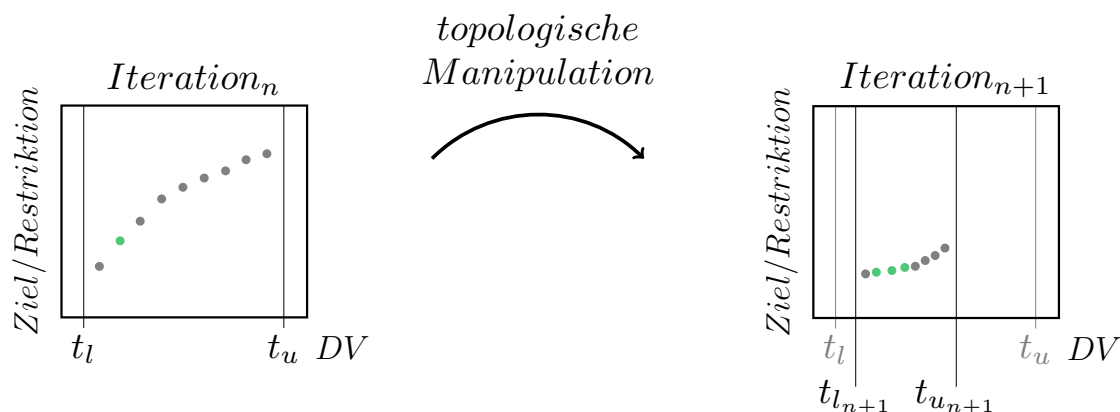 topologische
Manipulation
Iteration_n
Ziel/Restriktion
t_l
t_u
DV
Iteration_{n+1}
Ziel/Restriktion
t_l
t_u
DV
t_{l_{n+1}}
t_{u_{n+1}}